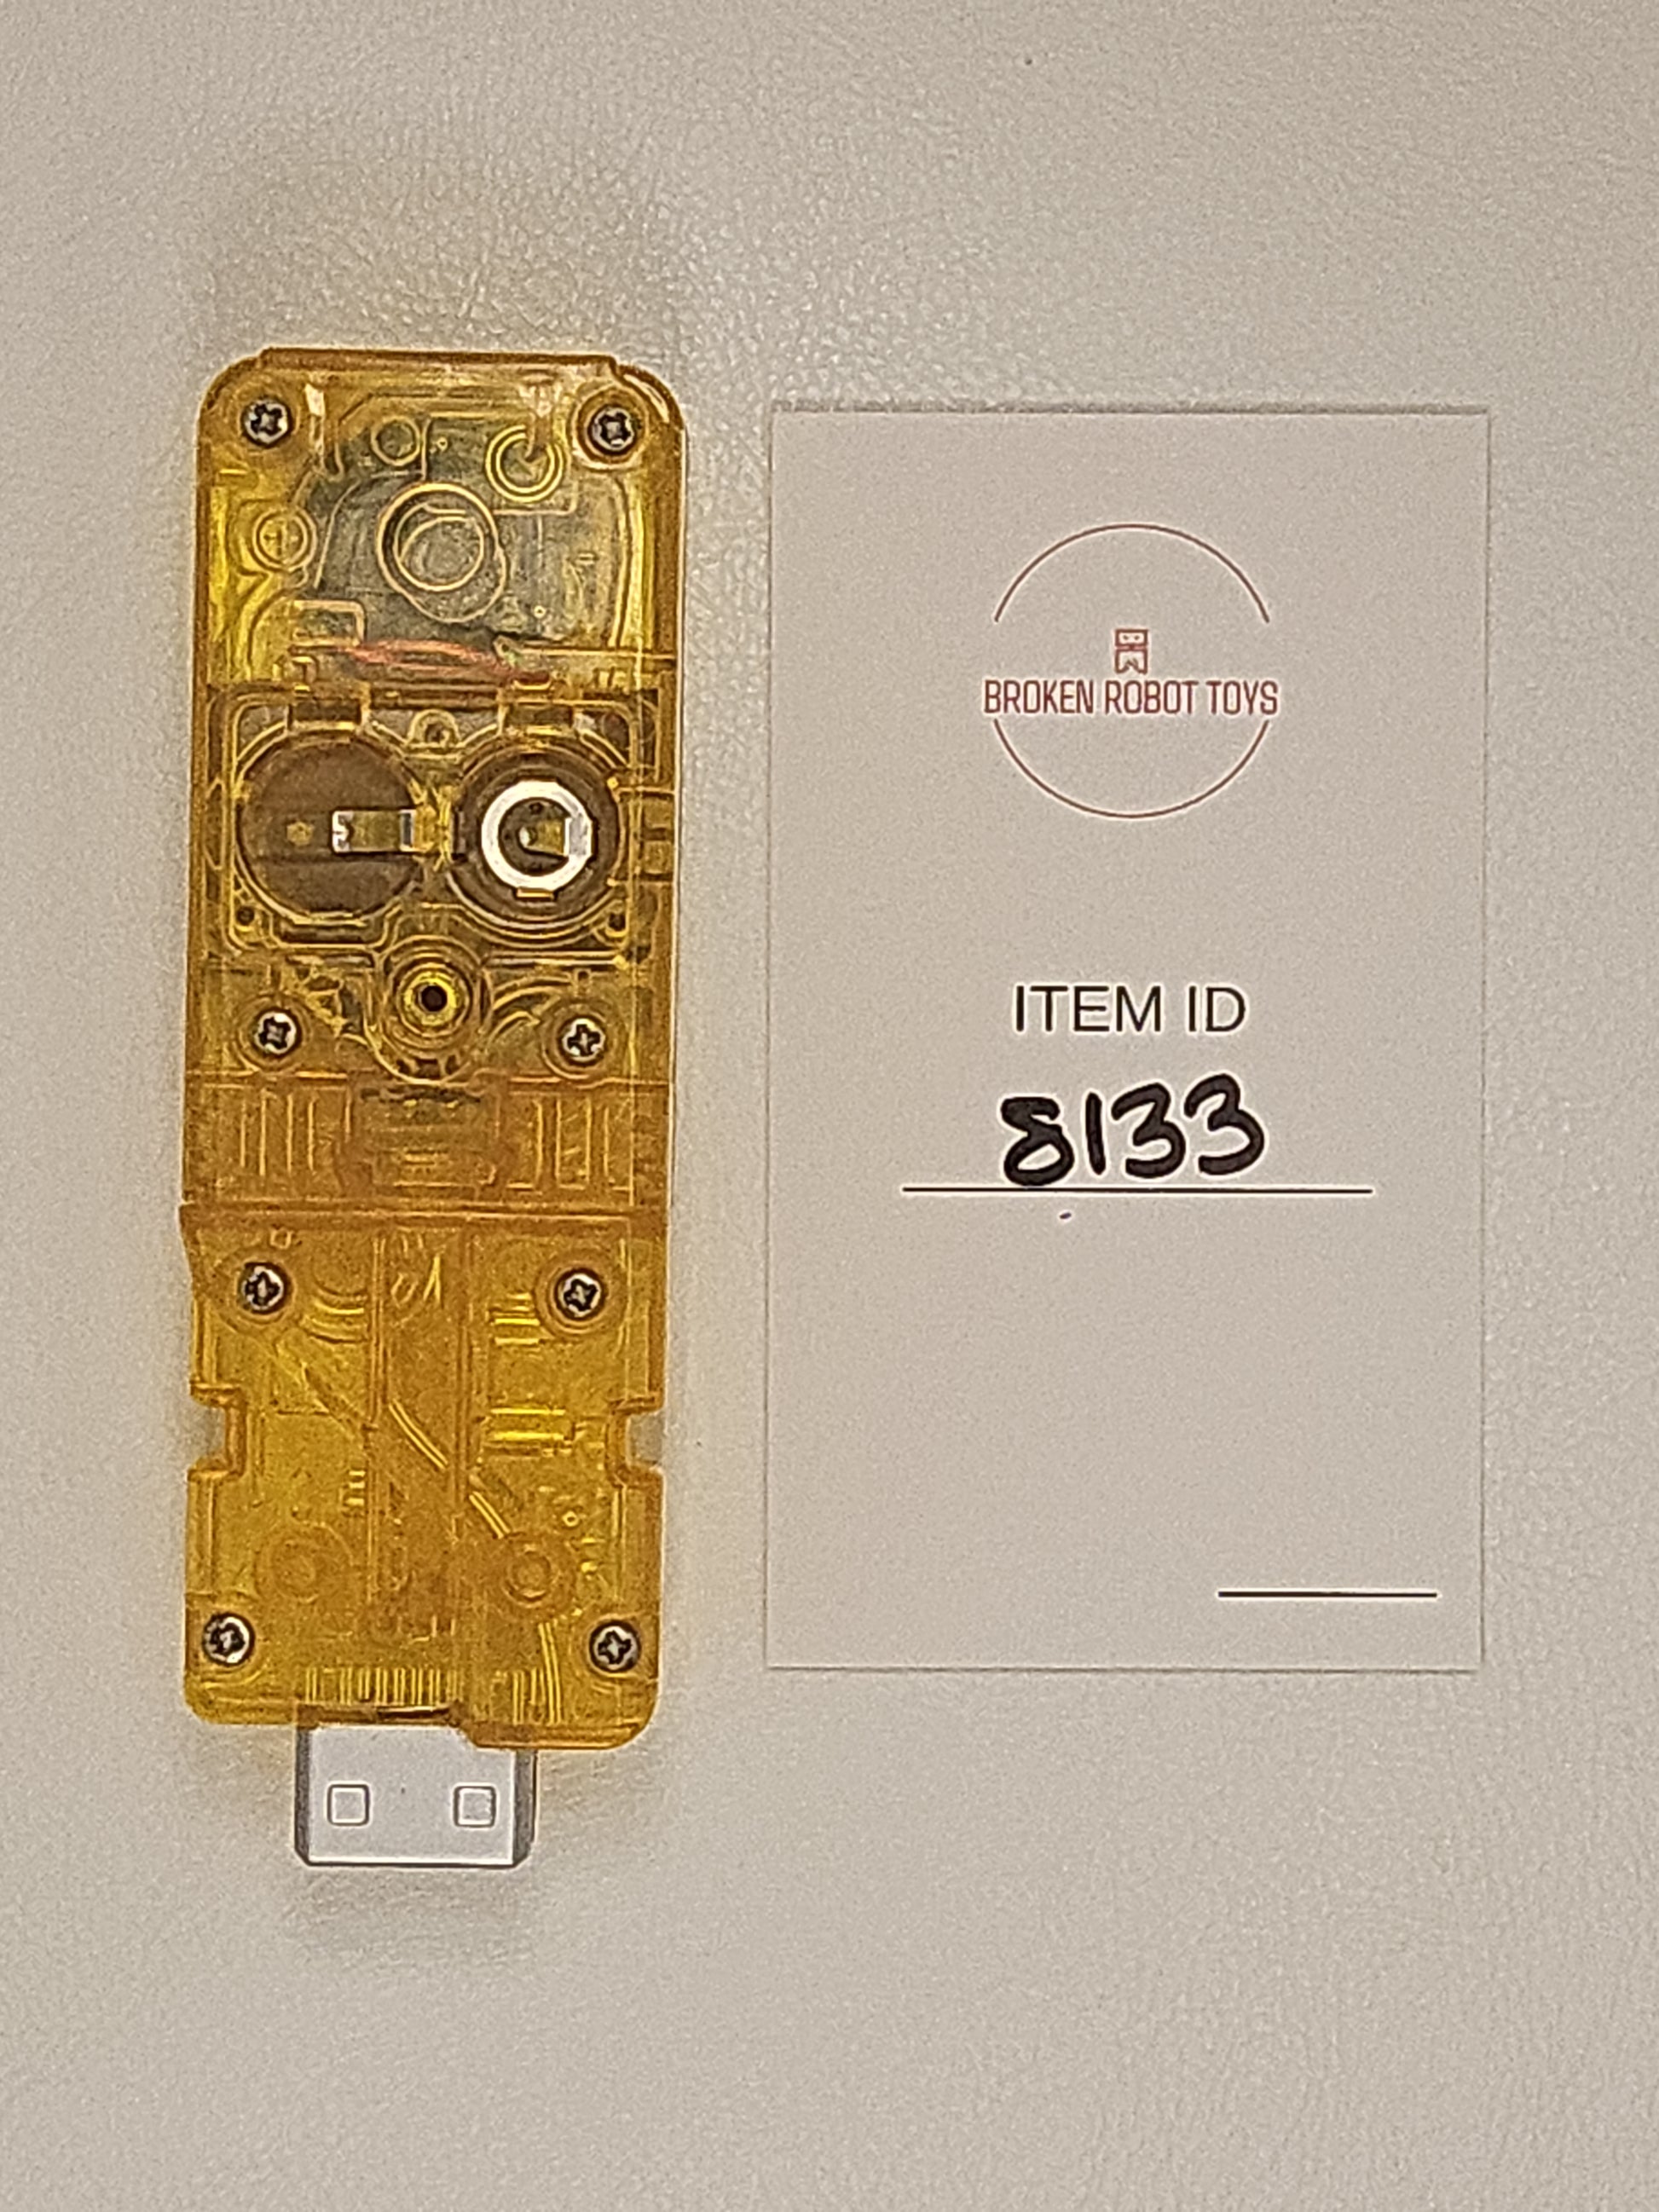 BROKEN ROBOT TOYS
ITEM ID
8133